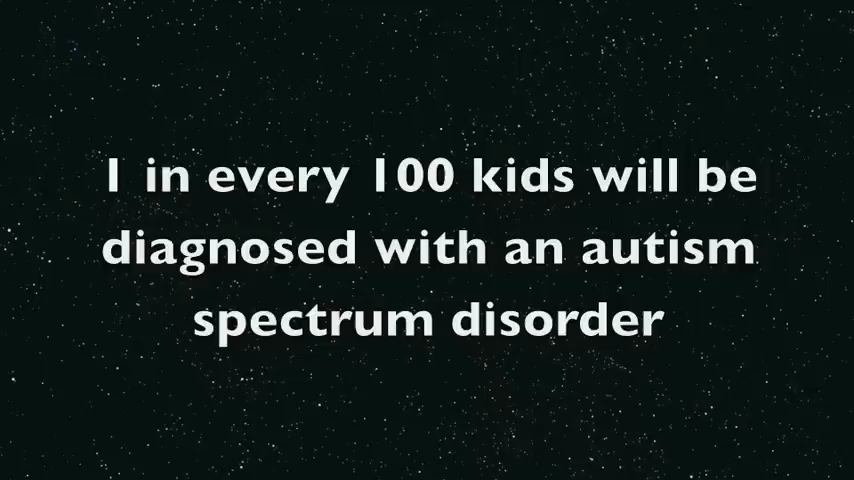 1 in every 100 kids will be
diagnosed with an autism
spectrum disorder